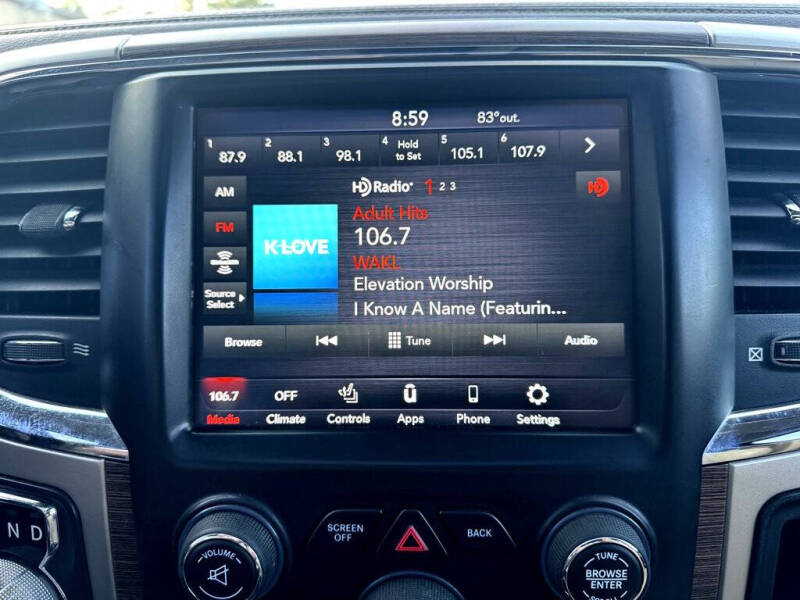 8:59 83°out.
1 87.9 2 88.1 3 98.1 4 Hold to Set 5 105.1 6 107.9
HD Radio 1 2 3 HD
AM
FM
Source Select
K-LOVE
Adult Hits
106.7
WAKL
Elevation Worship
I Know A Name (Featurin...
Browse Tune Audio
106.7 OFF
Media Climate Controls Apps Phone Settings
N D
SCREEN OFF
BACK
VOLUME
TUNE
BROWSE
ENTER